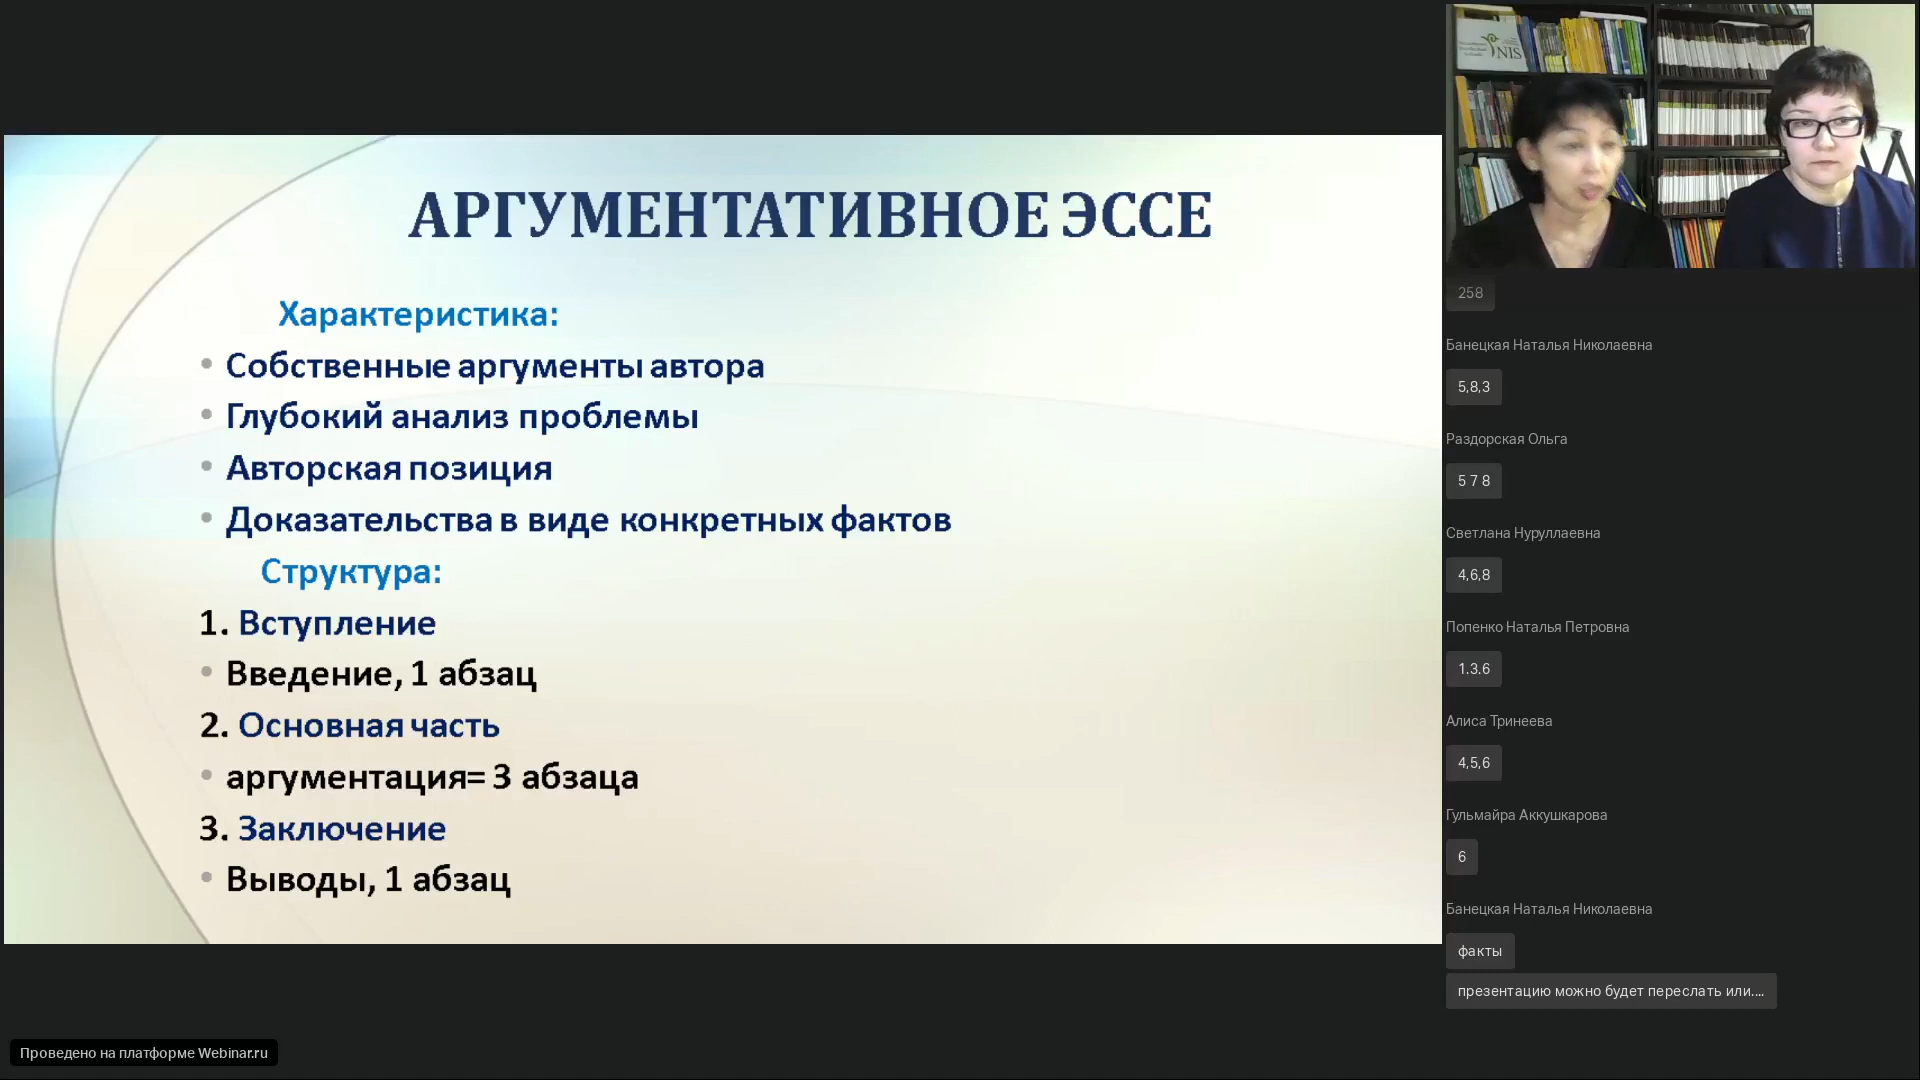 АРГУМЕНТАТИВНОЕ ЭССЕ
Характеристика:
• Собственные аргументы автора
• Глубокий анализ проблемы
• Авторская позиция
• Доказательства в виде конкретных фактов
Структура:
1. Вступление
• Введение, 1 абзац
2. Основная часть
• аргументация= 3 абзаца
3. Заключение
• Выводы, 1 абзац
NIS
258
Банецкая Наталья Николаевна
5,8,3
Раздорская Ольга
5 7 8
Светлана Нуруллаевна
4,6,8
Попенко Наталья Петровна
1.3.6
Алиса Тринеева
4,5,6
Гульмайра Аккушкарова
6
Банецкая Наталья Николаевна
факты
презентацию можно будет переслать или....
Проведено на платформе Webinar.ru